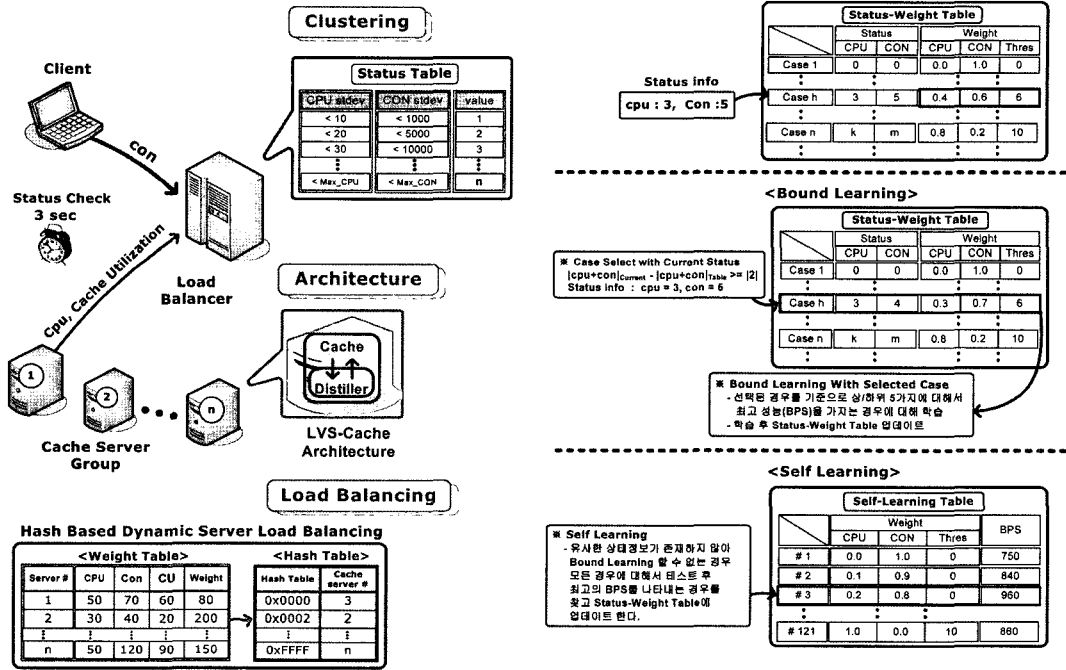 Clustering
Client
con
Status Check
3 sec
Cpu, Cache Utilization
Load
Balancer
Status Table
CPU stdev CON stdev value
< 10 < 1000 1
< 20 < 5000 2
< 30 < 10000 3
< Max_CPU < Max_CON n
Architecture
Cache
Distiller
LVS-Cache
Architecture
1
2
n
Cache Server
Group
Load Balancing
Hash Based Dynamic Server Load Balancing
<Weight Table>
Server # CPU Con CU Weight
1 50 70 60 80
2 30 40 20 200
n 50 120 90 150
<Hash Table>
Hash Table Cache server #
0x0000 3
0x0002 2
0xFFFF n
Status-Weight Table
Status Weight
CPU CON CPU CON Thres
Case 1 0 0 0.0 1.0 0
Case h 3 5 0.4 0.6 6
Case n k m 0.8 0.2 10
Status info
cpu : 3, Con :5
<Bound Learning>
Status-Weight Table
Status Weight
CPU CON CPU CON Thres
Case 1 0 0 0.0 1.0 0
Case h 3 4 0.3 0.7 6
Case n k m 0.8 0.2 10
※ Case Select with Current Status
|cpu+con|Current - |cpu+con|Table >= |2|
Status info : cpu = 3, con = 6
※ Bound Learning With Selected Case
- 선택된 경우를 기준으로 상/하위 5가지에 대해서
최고 성능(BPS)을 가지는 경우에 대해 학습
- 학습 후 Status-Weight Table 업데이트
<Self Learning>
Self-Learning Table
Weight BPS
CPU CON Thres
# 1 0.0 1.0 0 750
# 2 0.1 0.9 0 840
# 3 0.2 0.8 0 960
# 121 1.0 0.0 10 860
※ Self Learning
- 유사한 상태정보가 존재하지 않아
Bound Learning 할 수 없는 경우
모든 경우에 대해서 테스트 후
최고의 BPS를 나타내는 경우를
찾고 Status-Weight Table에
업데이트 한다.